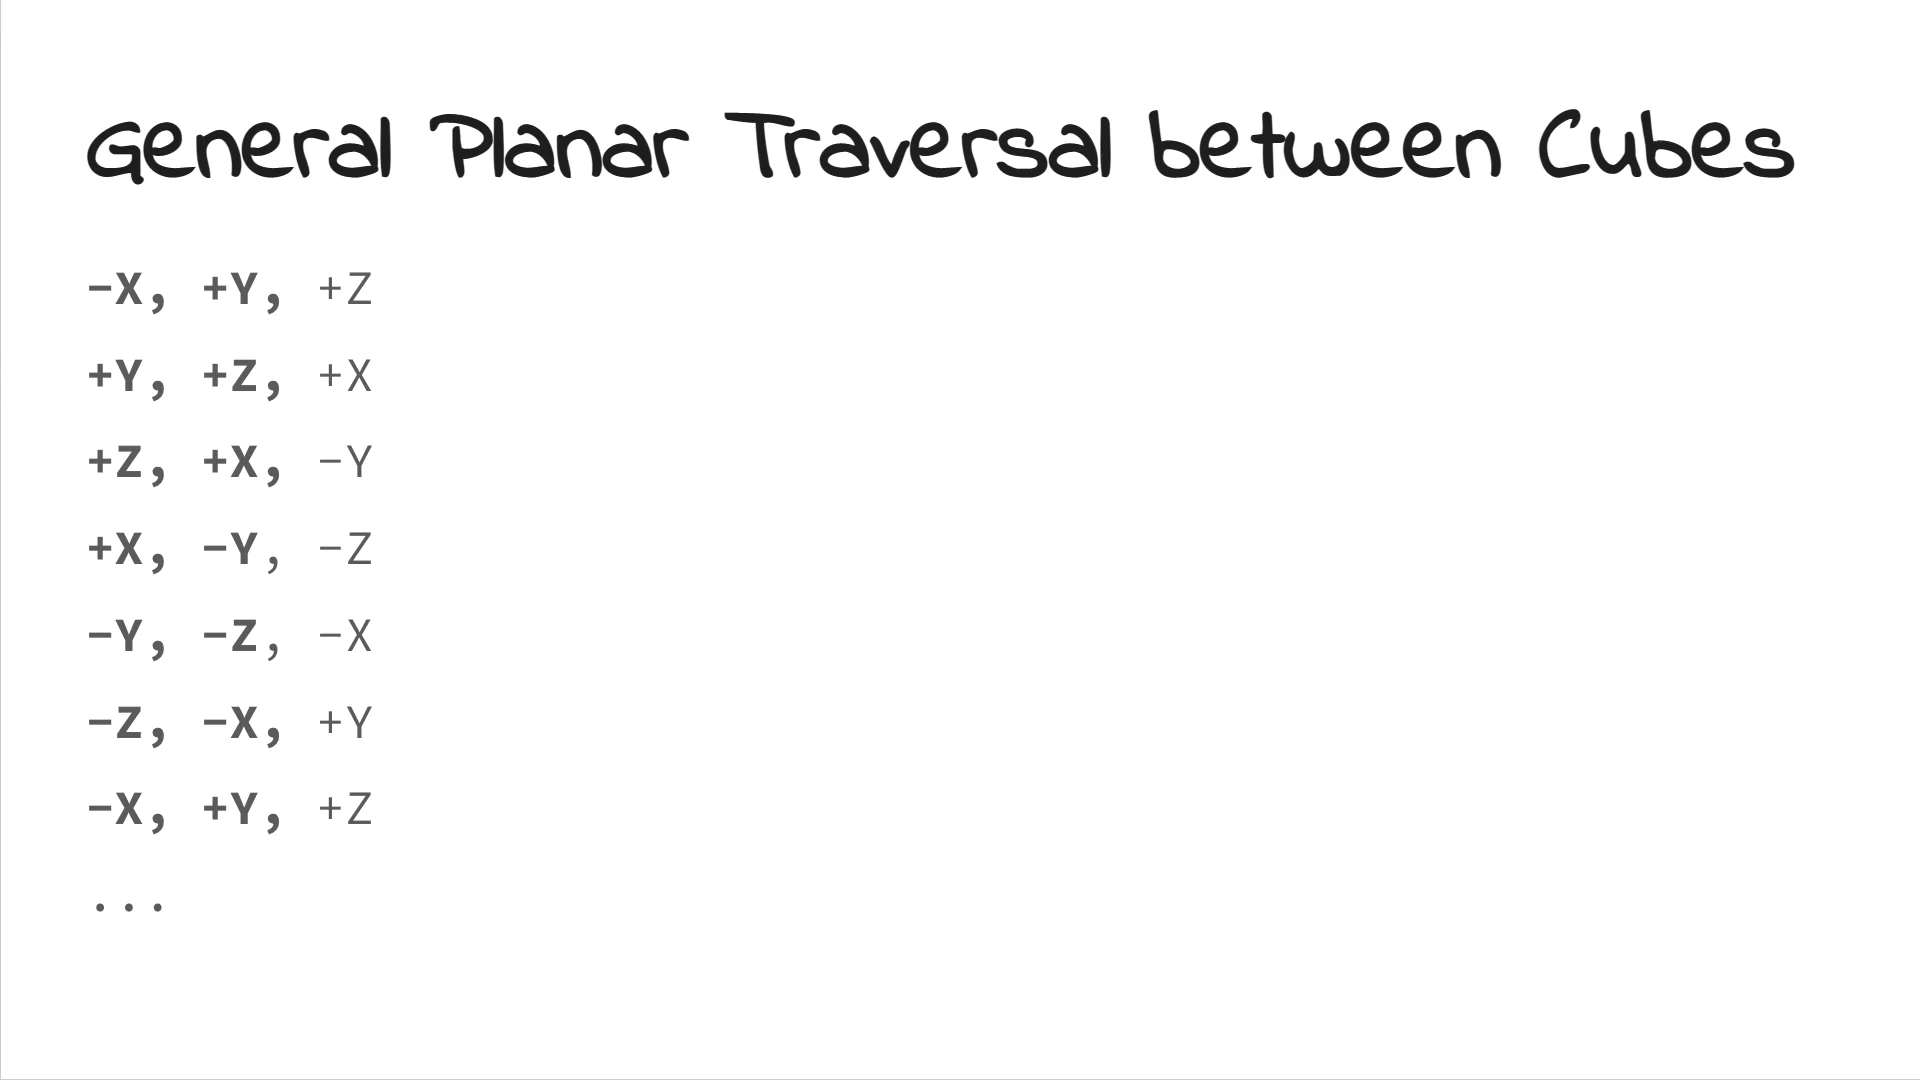 General Planar Traversal between Cubes
−X, +Y, +Z
+Y, +Z, +X
+Z, +X, −Y
+X, −Y, −Z
−Y, −Z, −X
−Z, −X, +Y
−X, +Y, +Z
...